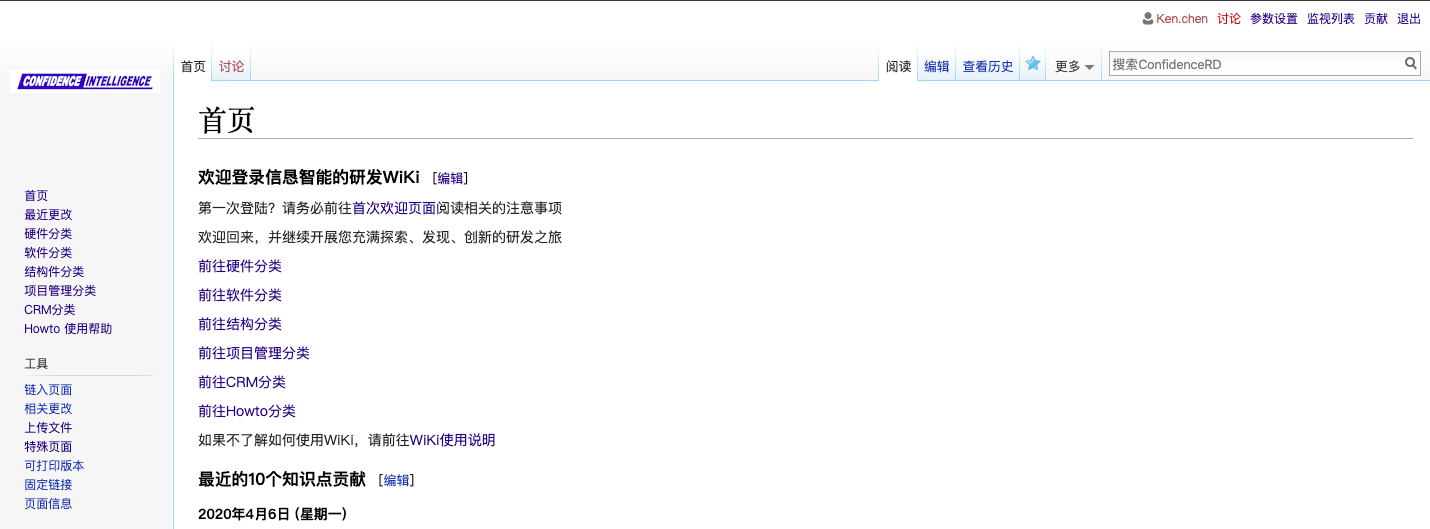 Ken.chen 讨论 参数设置 监视列表 贡献 退出
CONFIDENCE INTELLIGENCE
首页 讨论
阅读 编辑 查看历史 更多
搜索ConfidenceRD
首页
最近更改
硬件分类
软件分类
结构件分类
项目管理分类
CRM分类
Howto 使用帮助
工具
链入页面
相关更改
上传文件
特殊页面
可打印版本
固定链接
页面信息
首页
欢迎登录信恳智能的研发WiKi [编辑]
第一次登陆？请务必前往首次欢迎页面阅读相关的注意事项
欢迎回来，并继续开展您充满探索、发现、创新的研发之旅
前往硬件分类
前往软件分类
前往结构分类
前往项目管理分类
前往CRM分类
前往Howto分类
如果不了解如何使用WiKi，请前往WiKi使用说明
最近的10个知识点贡献 [编辑]
2020年4月6日 (星期一)